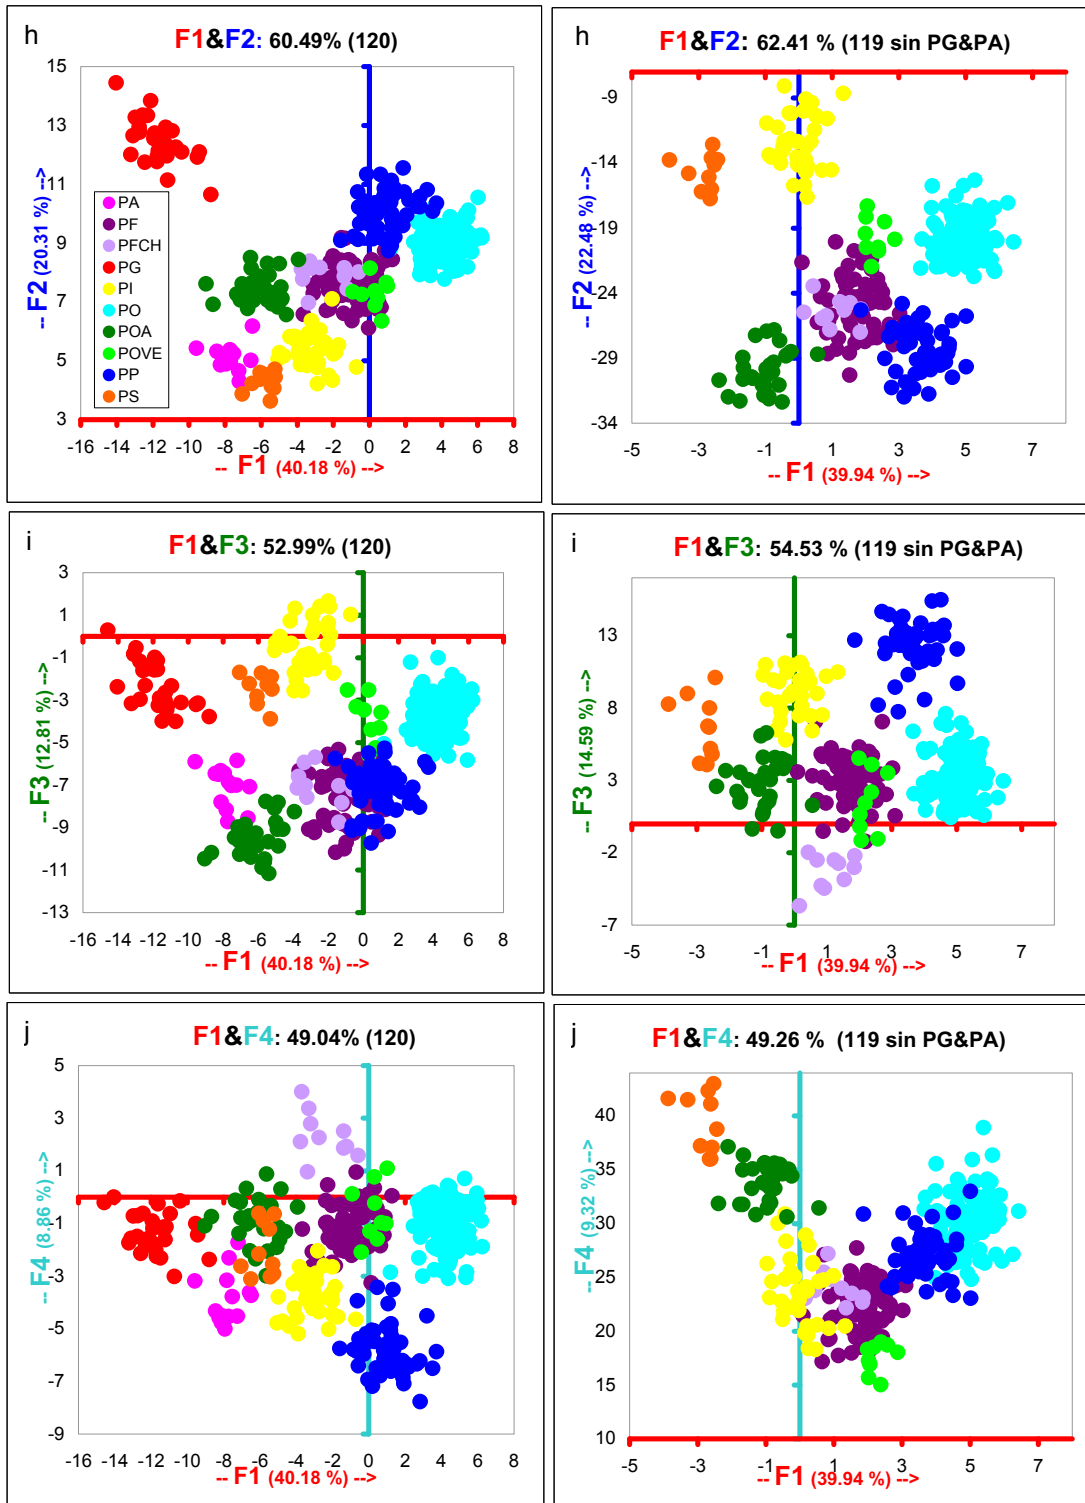 h
F1&F2: 60.49% (120)
15
13
11
9
7
5
3
-- F2 (20.31 %) -->
PA
PF
PFCH
PG
PI
PO
POA
POVE
PP
PS
-16 -14 -12 -10 -8 -6 -4 -2 0 2 4 6 8
-- F1 (40.18 %) -->
h
F1&F2: 62.41 % (119 sin PG&PA)
-5 -3 -1 1 3 5 7
-9
-14
-19
-24
-29
-34
-- F2 (22.48 %) -->
-5 -3 -1 1 3 5 7
-- F1 (39.94 %) -->
i
F1&F3: 52.99% (120)
3
1
-1
-3
-5
-7
-9
-11
-13
-- F3 (12.81 %) -->
-16 -14 -12 -10 -8 -6 -4 -2 0 2 4 6 8
-- F1 (40.18 %) -->
i
F1&F3: 54.53 % (119 sin PG&PA)
13
8
3
-2
-7
-- F3 (14.59 %) -->
-5 -3 -1 1 3 5 7
-- F1 (39.94 %) -->
j
F1&F4: 49.04% (120)
5
3
1
-1
-3
-5
-7
-9
-- F4 (8.86 %) -->
-16 -14 -12 -10 -8 -6 -4 -2 0 2 4 6 8
-- F1 (40.18 %) -->
j
F1&F4: 49.26 % (119 sin PG&PA)
40
35
30
25
20
15
10
-- F4 (9.32 %) -->
-5 -3 -1 1 3 5 7
-- F1 (39.94 %) -->